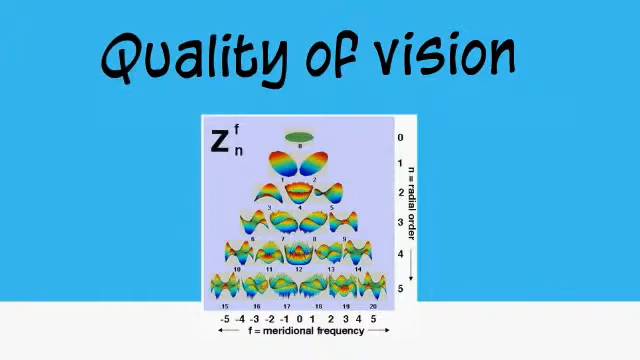 Quality of vision
Z f n
0
0
1
1 2
2
3 4 5
3
6 7 8 9
4
10 11 12 13 14
5
15 16 17 18 19 20
n = radial order
-5 -4 -3 -2 -1 0 1 2 3 4 5
f = meridional frequency